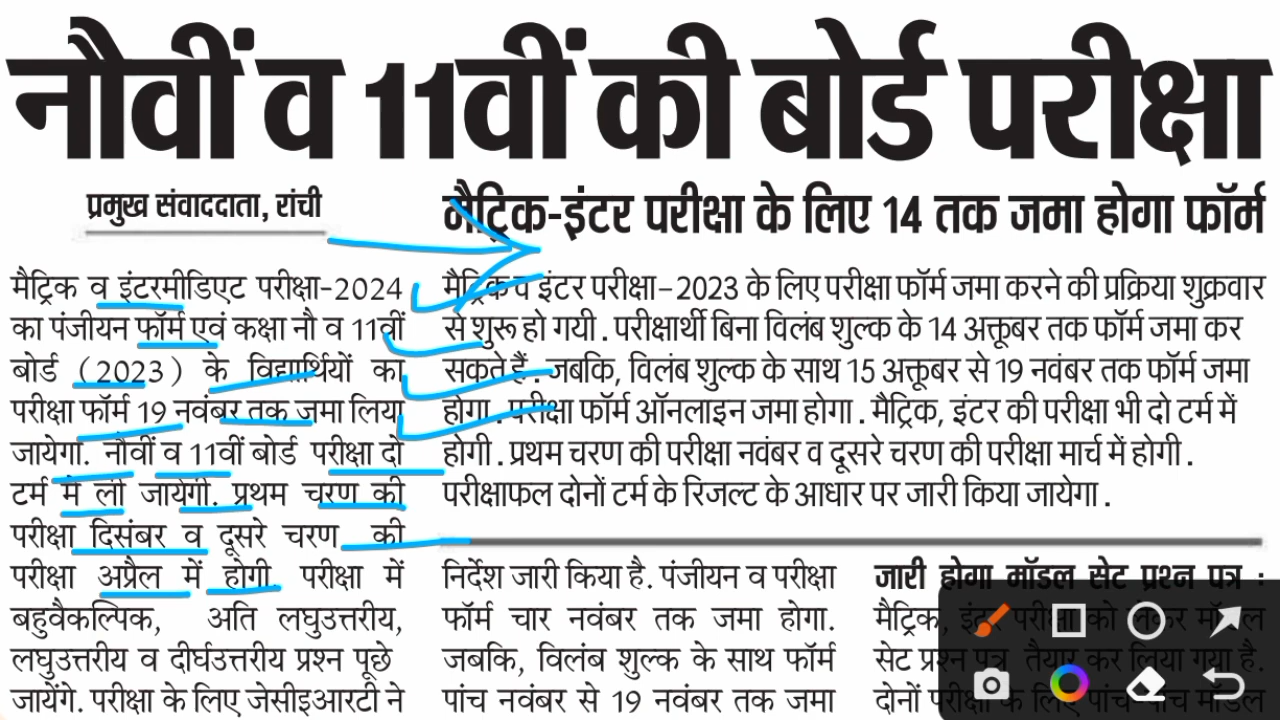 नौवीं व 11वीं की बोर्ड परीक्षा
प्रमुख संवाददाता, रांची
मैट्रिक व इंटरमीडिएट परीक्षा-2024
का पंजीयन फॉर्म एवं कक्षा नौ व 11वीं
बोर्ड (2023) के विद्यार्थियों का
परीक्षा फॉर्म 19 नवंबर तक जमा लिया
जायेगा. नौवीं व 11वीं बोर्ड परीक्षा दो
टर्म में ली जायेगी. प्रथम चरण की
परीक्षा दिसंबर व दूसरे चरण की
परीक्षा अप्रैल में होगी. परीक्षा में
बहुवैकल्पिक, अति लघुउत्तरीय,
लघुउत्तरीय व दीर्घउत्तरीय प्रश्न पूछे
जायेंगे. परीक्षा के लिए जेसीइआरटी ने
मैट्रिक-इंटर परीक्षा के लिए 14 तक जमा होगा फॉर्म
मैट्रिक व इंटर परीक्षा-2023 के लिए परीक्षा फॉर्म जमा करने की प्रक्रिया शुक्रवार
से शुरू हो गयी. परीक्षार्थी बिना विलंब शुल्क के 14 अक्तूबर तक फॉर्म जमा कर
सकते हैं. जबकि, विलंब शुल्क के साथ 15 अक्तूबर से 19 नवंबर तक फॉर्म जमा
होगा. परीक्षा फॉर्म ऑनलाइन जमा होगा. मैट्रिक, इंटर की परीक्षा भी दो टर्म में
होगी. प्रथम चरण की परीक्षा नवंबर व दूसरे चरण की परीक्षा मार्च में होगी.
परीक्षाफल दोनों टर्म के रिजल्ट के आधार पर जारी किया जायेगा.
निर्देश जारी किया है. पंजीयन व परीक्षा
फॉर्म चार नवंबर तक जमा होगा.
जबकि, विलंब शुल्क के साथ फॉर्म
पांच नवंबर से 19 नवंबर तक जमा
जारी होगा मॉडल सेट प्रश्न पत्र :
मैट्रिक, इंटर परीक्षा को लेकर मॉडल
सेट प्रश्न पत्र तैयार कर लिया गया है.
दोनों परीक्षा के लिए पांच पांच मॉडल